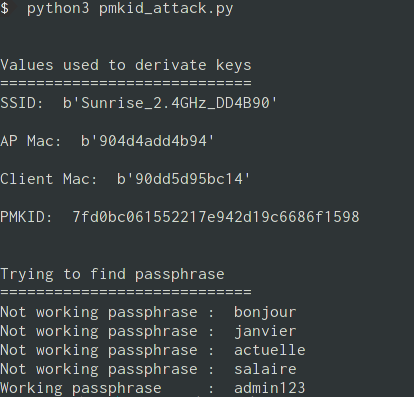 $  python3 pmkid_attack.py
Values used to derivate keys
============================
SSID:  b'Sunrise_2.4GHz_DD4B90'
AP Mac:  b'904d4add4b94'
Client Mac:  b'90dd5d95bc14'
PMKID:  7fd0bc061552217e942d19c6686f1598
Trying to find passphrase
============================
Not working passphrase :  bonjour
Not working passphrase :  janvier
Not working passphrase :  actuelle
Not working passphrase :  salaire
Working passphrase     :  admin123